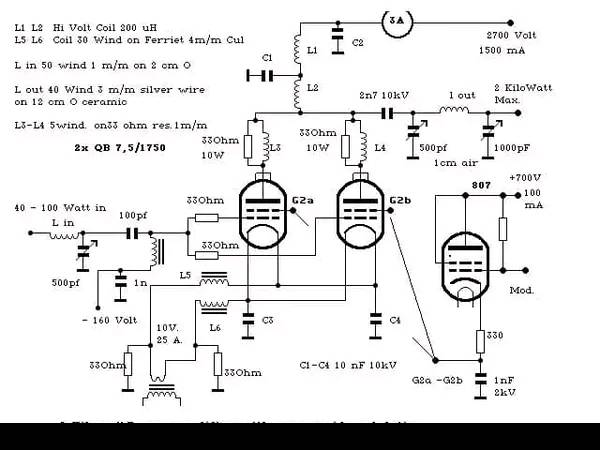 L1 L2 Hi Volt Coil 200 uH
L5 L6 Coil 30 Wind on Ferriet 4m/m Cul
L in 50 wind 1 m/m on 2 cm O
L out 40 Wind 3 m/m silver wire
on 12 cm O ceramic
L3-L4 5wind. on33 ohm res.1m/m
2x QB 7,5/1750
3A
2700 Volt
1500 mA
L1
C2
C1
L2
2n7 10kV
1 out
2 KiloWatt
Max.
33Ohm
10W
L3
33Ohm
10W
L4
500pf
1000pF
1cm air
40 - 100 Watt in
L in
100pf
33Ohm
G2a
G2b
807
+700V
100
mA
33Ohm
500pf
1n
L5
- 160 Volt
L6
10V.
25 A.
C3
C4
Mod.
330
33Ohm
33Ohm
C1-C4 10 nF 10kV
G2a -G2b
1nF
2kV